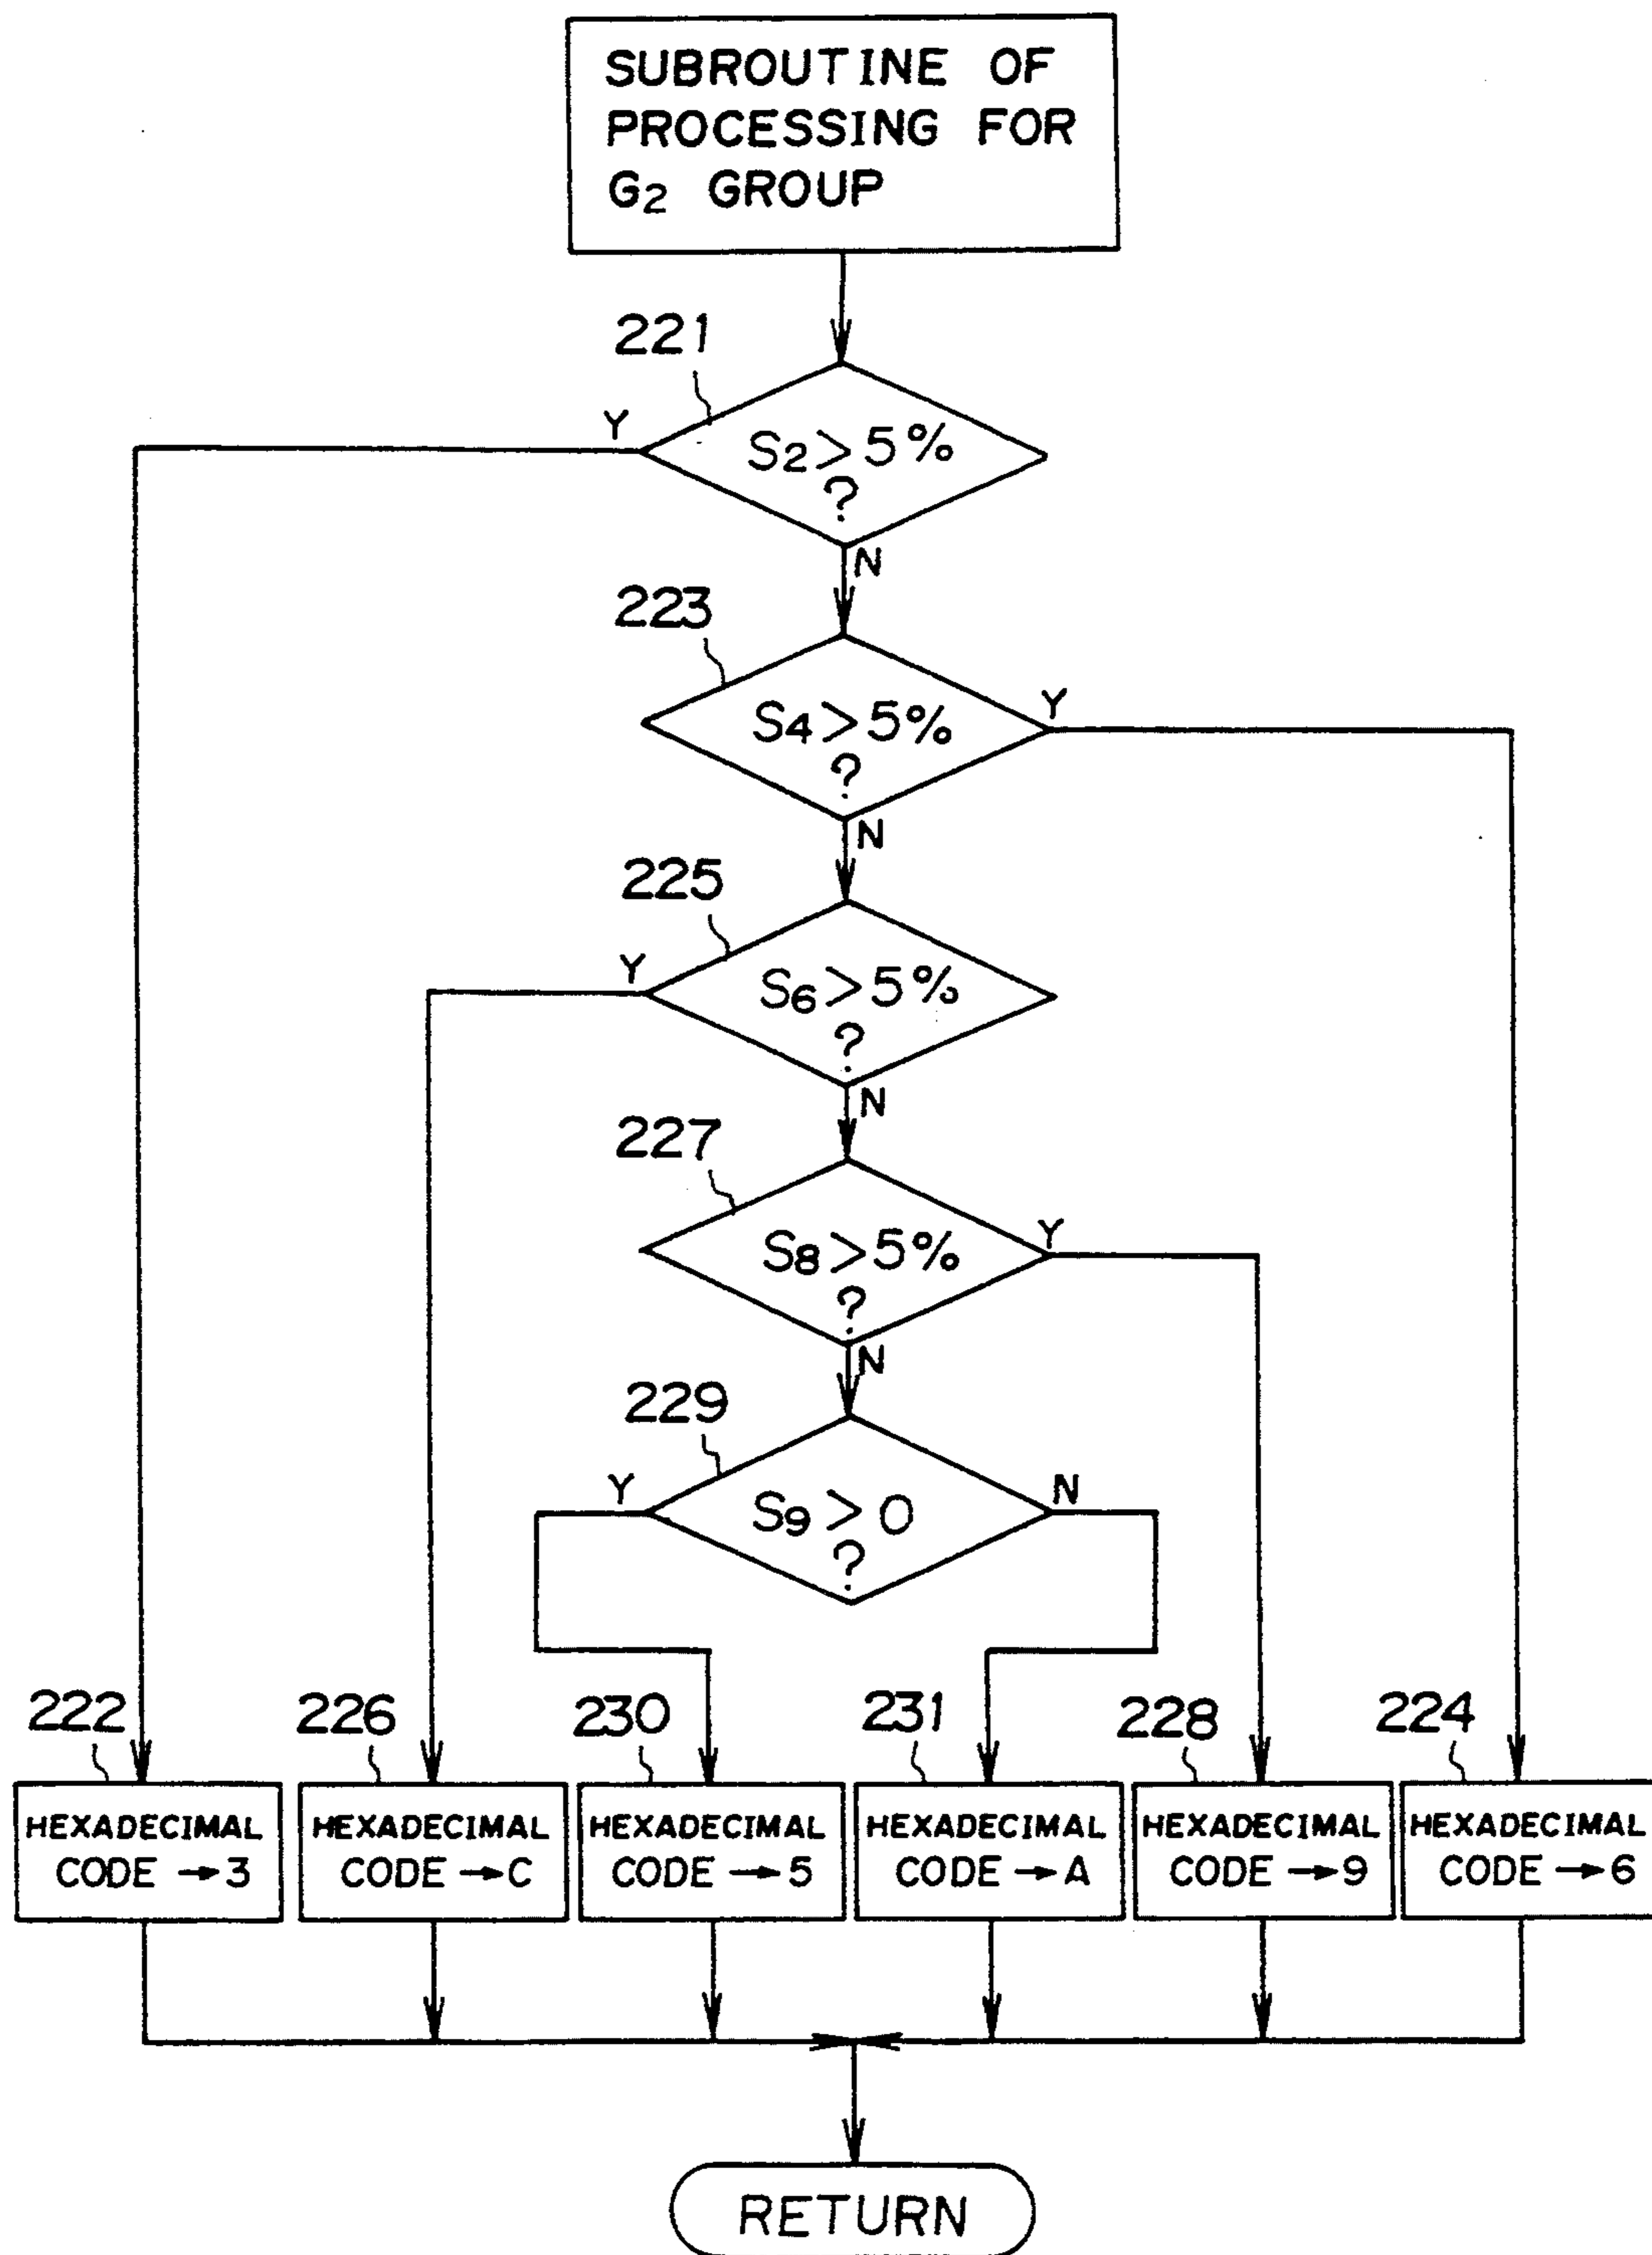 SUBROUTINE OF
PROCESSING FOR
G2 GROUP
221
Y
S2>5%
?
N
223
S4>5%
?
Y
N
225
Y
S6>5%
?
N
227
S8>5%
?
Y
N
229
Y
S9>0
?
N
222
226
230
231
228
224
HEXADECIMAL
CODE→3
HEXADECIMAL
CODE→C
HEXADECIMAL
CODE→5
HEXADECIMAL
CODE→A
HEXADECIMAL
CODE→9
HEXADECIMAL
CODE→6
RETURN